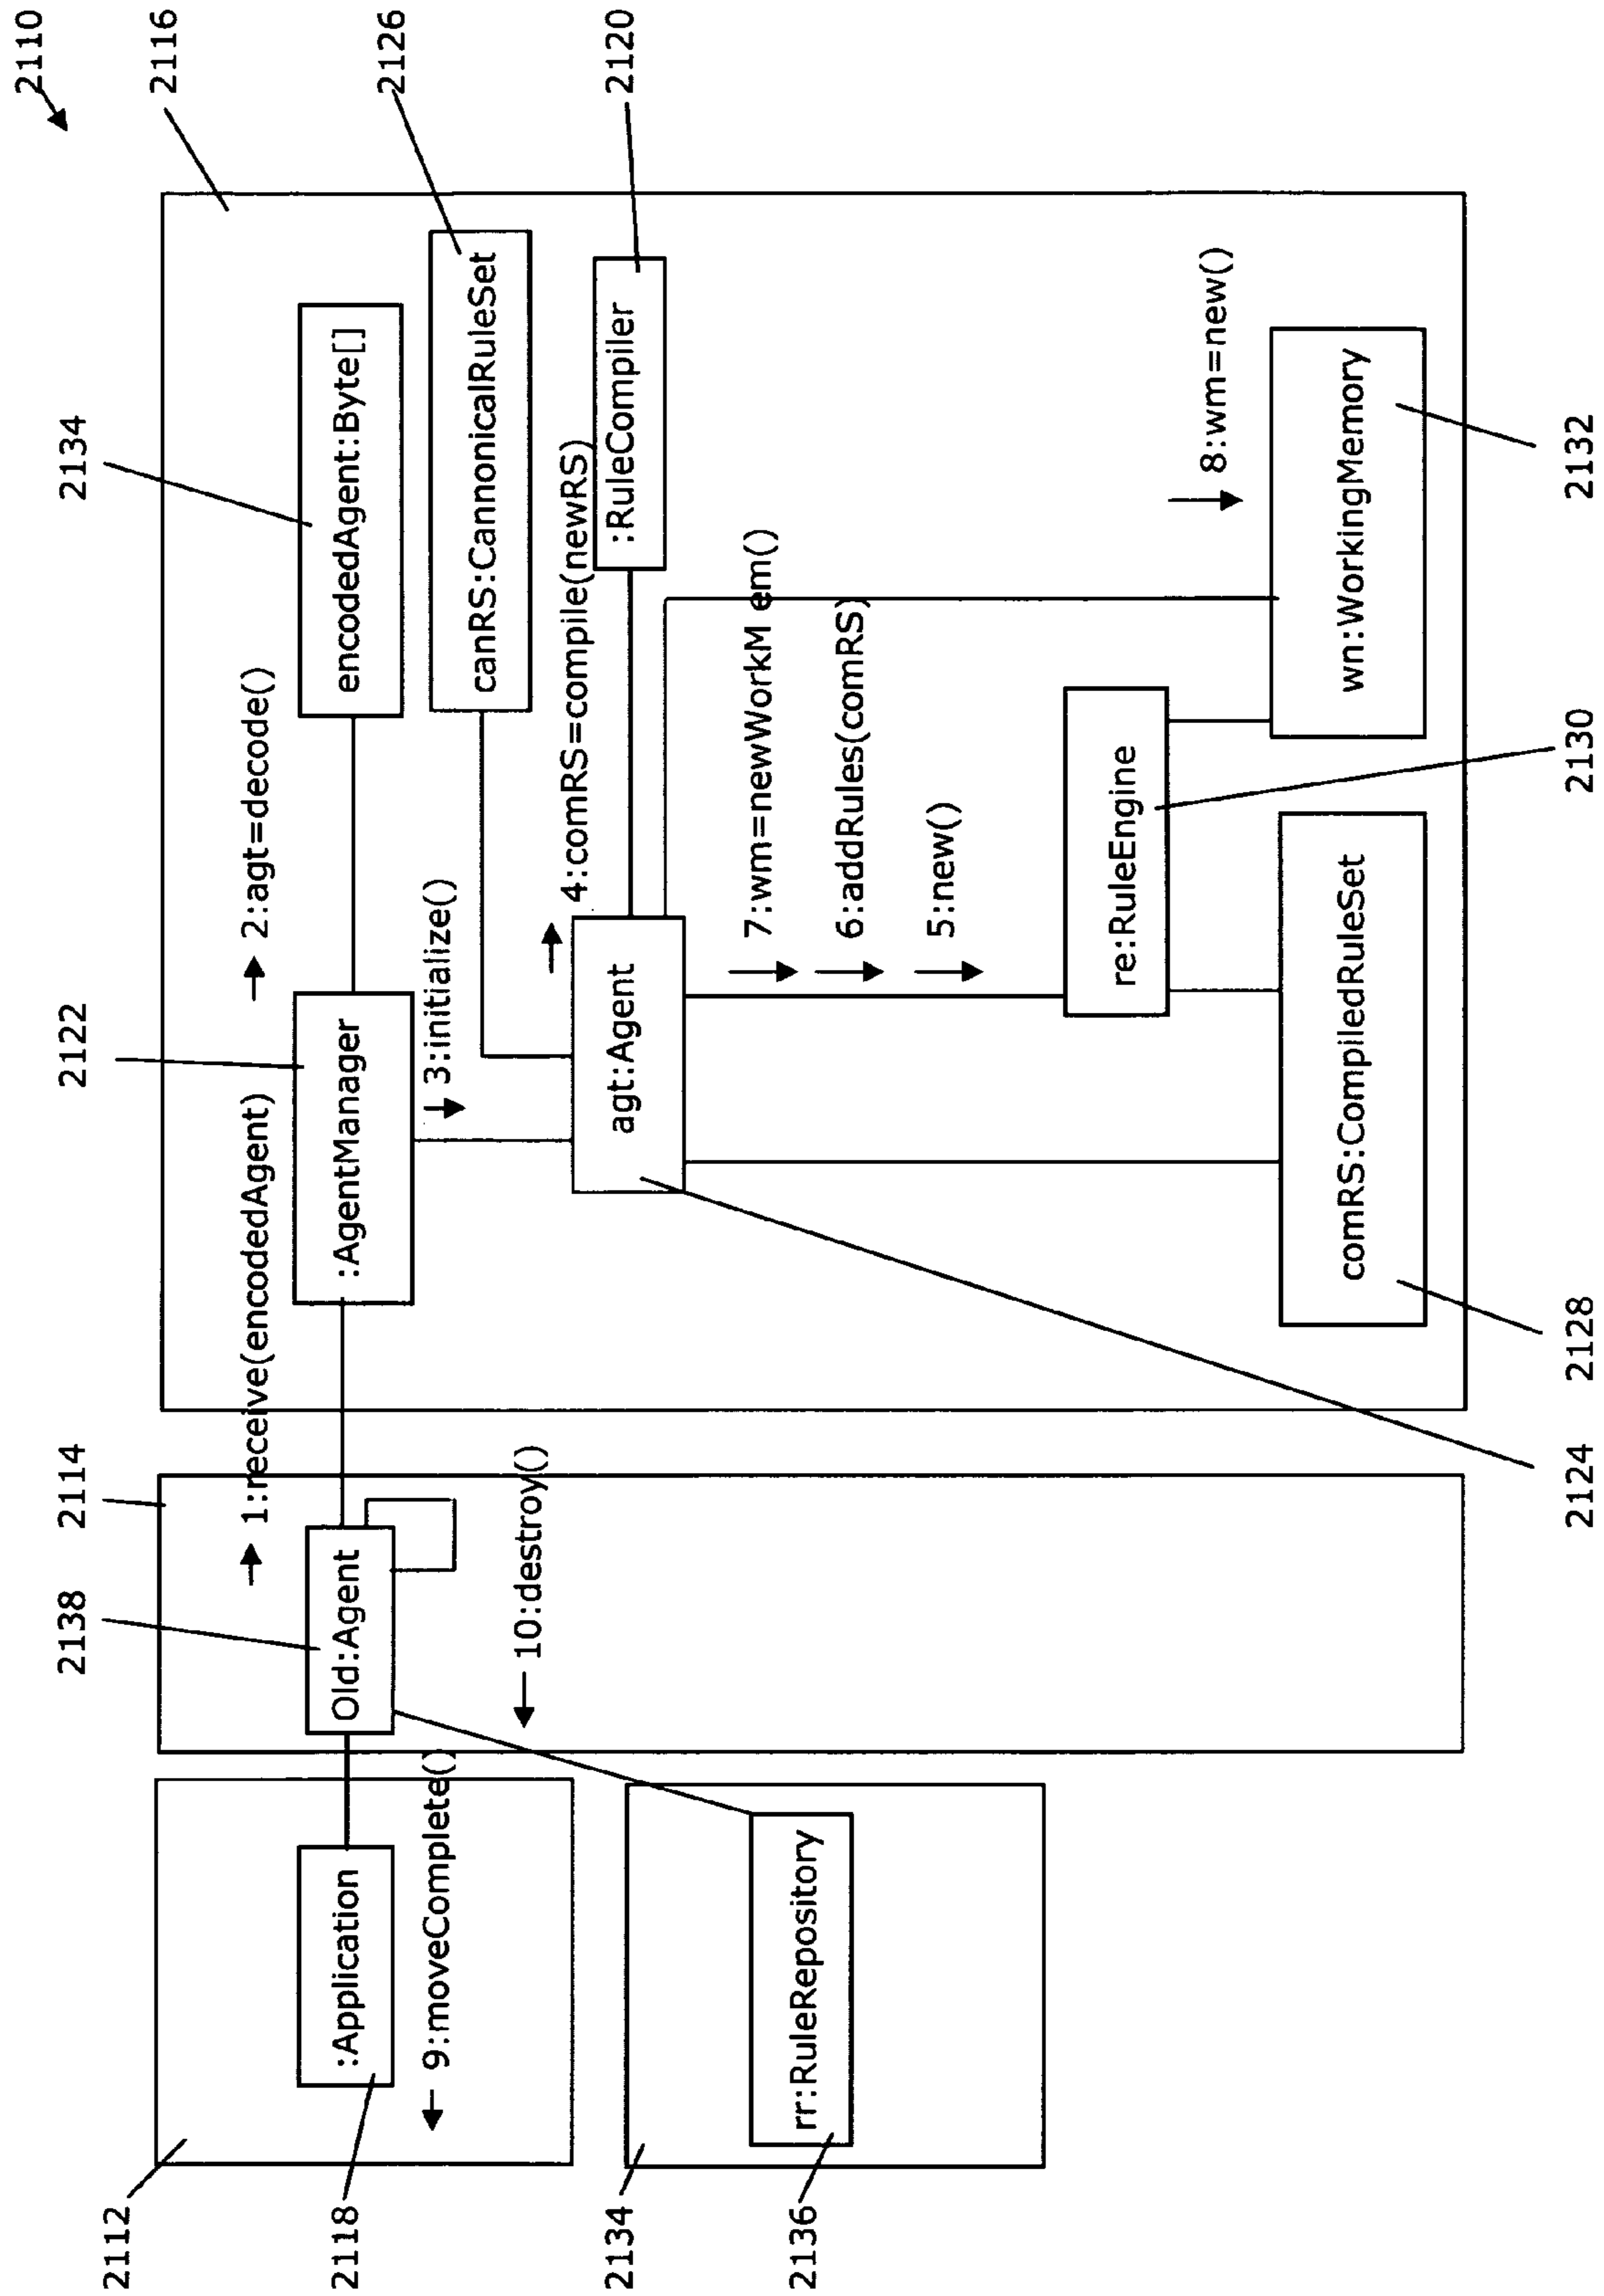 2110
2116
2126
2120
2134
2122
2114
2138
2112
2118
2134
2136
2124
2128
2130
2132
:Application
9:moveComplete()
rr:RuleRepository
Old:Agent
10:destroy()
1:receive(encodedAgent)
:AgentManager
2:agt=decode()
encodedAgent:Byte[]
3:initialize()
canRS:CannonicalRuleSet
agt:Agent
4:comRS=compile(newRS)
:RuleCompiler
7:wm=newWorkM em()
6:addRules(comRS)
5:new()
re:RuleEngine
8:wm=new()
comRS:CompiledRuleSet
wn:WorkingMemory